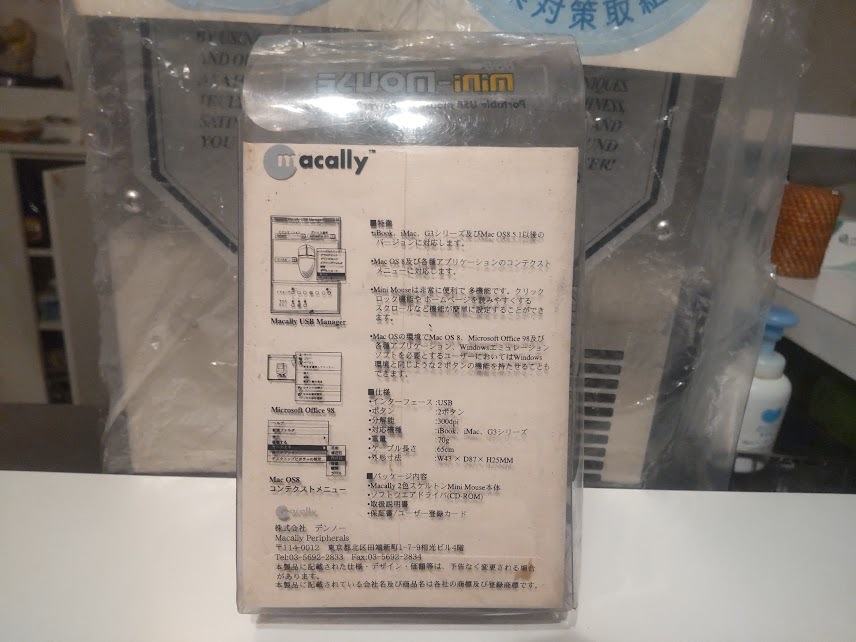 対策取組
BY USING
AND O
YOU
mini-mouse
Portable USB mouse
IQUES
INESS,
AND
UND
ER!
macally™
■特徴
・iBook、iMac、G3シリーズ及びMac OS8.5.1以後の
バージョンに対応します。
・Mac OS 8及び各種アプリケーションのコンテクスト
メニューに対応します。
・Mini Mouseは非常に便利で 多機能です。クリック
ロック機能や ホームページを読みやすくする
スクロールなど機能が簡単に設定することができ
ます。
・Mac OSの環境でMac OS 8、Microsoft Office 98及び
各種アプリケーション、Windowsエミュレーション
ソフトを必要とするユーザーにおいてはWindows
環境と同じような2ボタンの機能を持たせることも
できます。
Macally USB Manager
Microsoft Office 98
Mac OS8
コンテクストメニュー
■仕様
・インターフェース :USB
・ボタン :2ボタン
・分解能 :300dpi
・対応機種 :iBook、iMac、G3シリーズ
・重量 :70g
・ケーブル長さ :65cm
・外形寸法 :W43 × D87× H25MM
■パッケージ内容
・Macally 2色スケルトンMini Mouse本体
・ソフトウエアドライバ(CD-ROM)
・取扱説明書
・保証書/ユーザー登録カード
macally
株式会社 デンノー
Macally Peripherals
〒114-0012 東京都北区田端新町1-7-9相光ビル4階
Tel:03-5692-2833 Fax:03-5692-2834
本製品に記載された仕様・デザイン・価額等は、予告なく変更される場合
があります。
本製品に記載されている会社名及び商品名は各社の商標及び登録商標です。